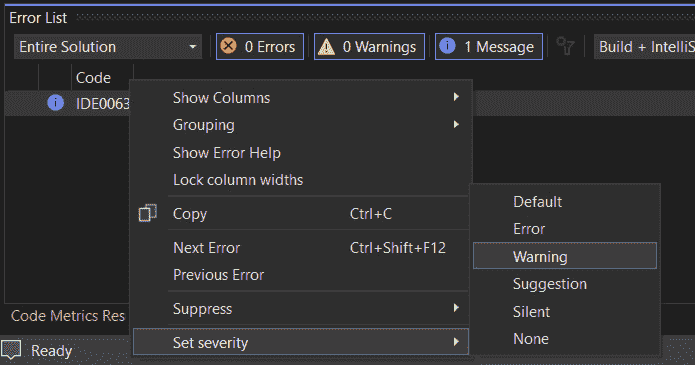 Error List
Entire Solution
0 Errors
0 Warnings
1 Message
Build + IntelliS
Code
IDE0063
Show Columns
Grouping
Show Error Help
Lock column widths
Copy Ctrl+C
Next Error Ctrl+Shift+F12
Previous Error
Suppress
Set severity
Default
Error
Warning
Suggestion
Silent
None
Code Metrics Res
Ready